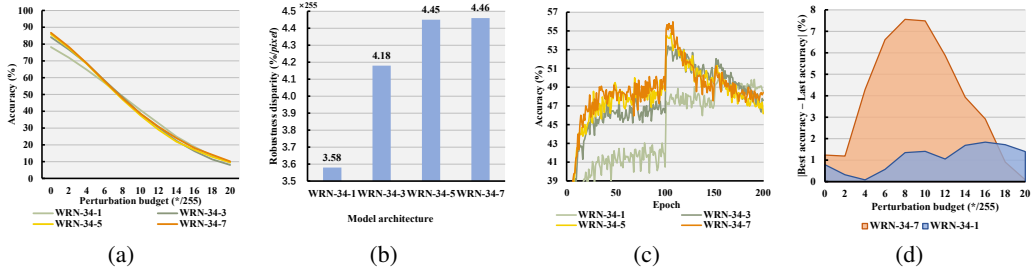 100
90
80
70
60
50
40
30
20
10
0
Accuracy (%)
0 2 4 6 8 10 12 14 16 18 20
Perturbation budget (*/255)
WRN-34-1 WRN-34-3
WRN-34-5 WRN-34-7
(a)
×255
4.5
4.4
4.3
4.2
4.1
4.0
3.9
3.8
3.7
3.6
3.5
Robustness disparity (%/pixel)
3.58
4.18
4.45
4.46
WRN-34-1 WRN-34-3 WRN-34-5 WRN-34-7
Model architecture
(b)
57
55
53
51
49
47
45
43
41
39
Accuracy (%)
0 50 100 150 200
Epoch
WRN-34-1 WRN-34-3
WRN-34-5 WRN-34-7
(c)
8
7
6
5
4
3
2
1
0
|Best accuracy − Last accuracy| (%)
0 2 4 6 8 10 12 14 16 18 20
Perturbation budget (*/255)
WRN-34-7 WRN-34-1
(d)